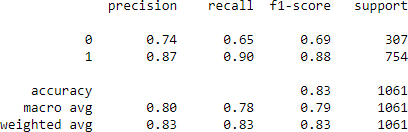 precision recall f1-score support
0 0.74 0.65 0.69 307
1 0.87 0.90 0.88 754
accuracy 0.83 1061
macro avg 0.80 0.78 0.79 1061
weighted avg 0.83 0.83 0.83 1061